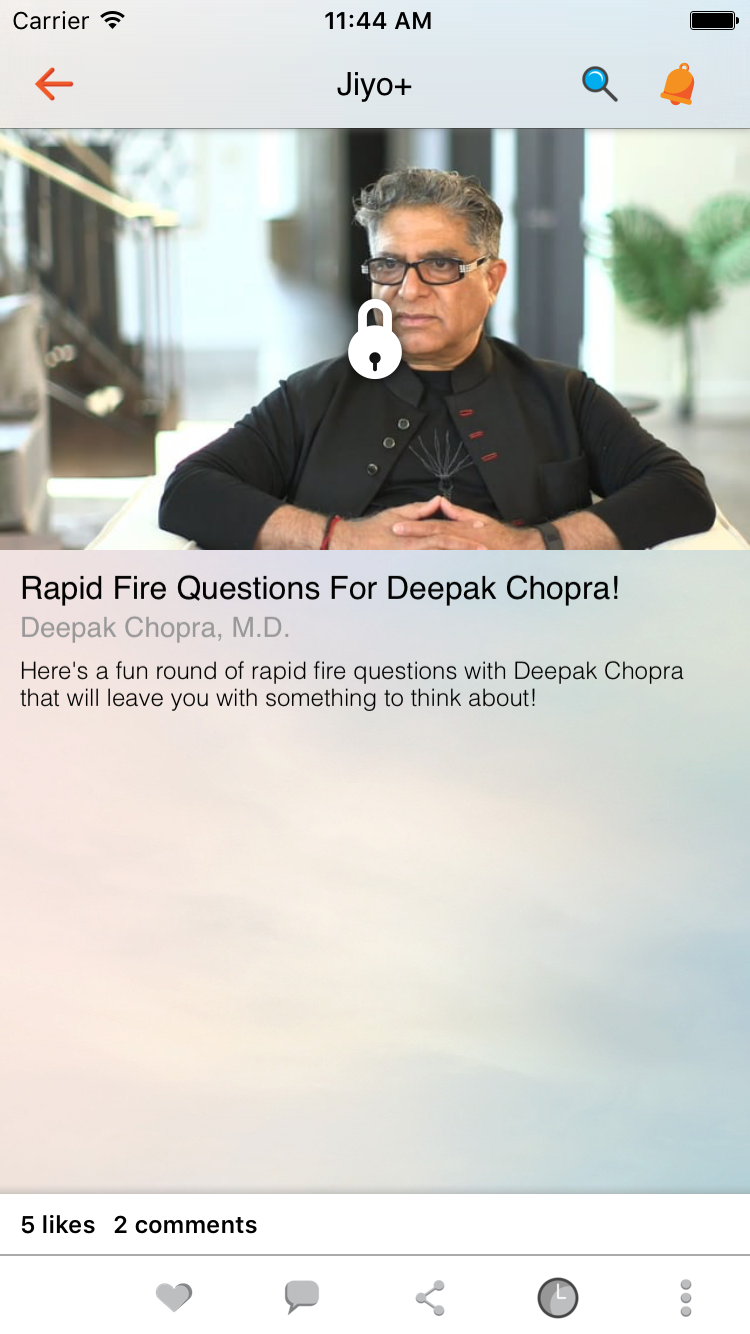 Carrier 11:44 AM
Jiyo+
Rapid Fire Questions For Deepak Chopra!
Deepak Chopra, M.D.
Here's a fun round of rapid fire questions with Deepak Chopra
that will leave you with something to think about!
5 likes 2 comments